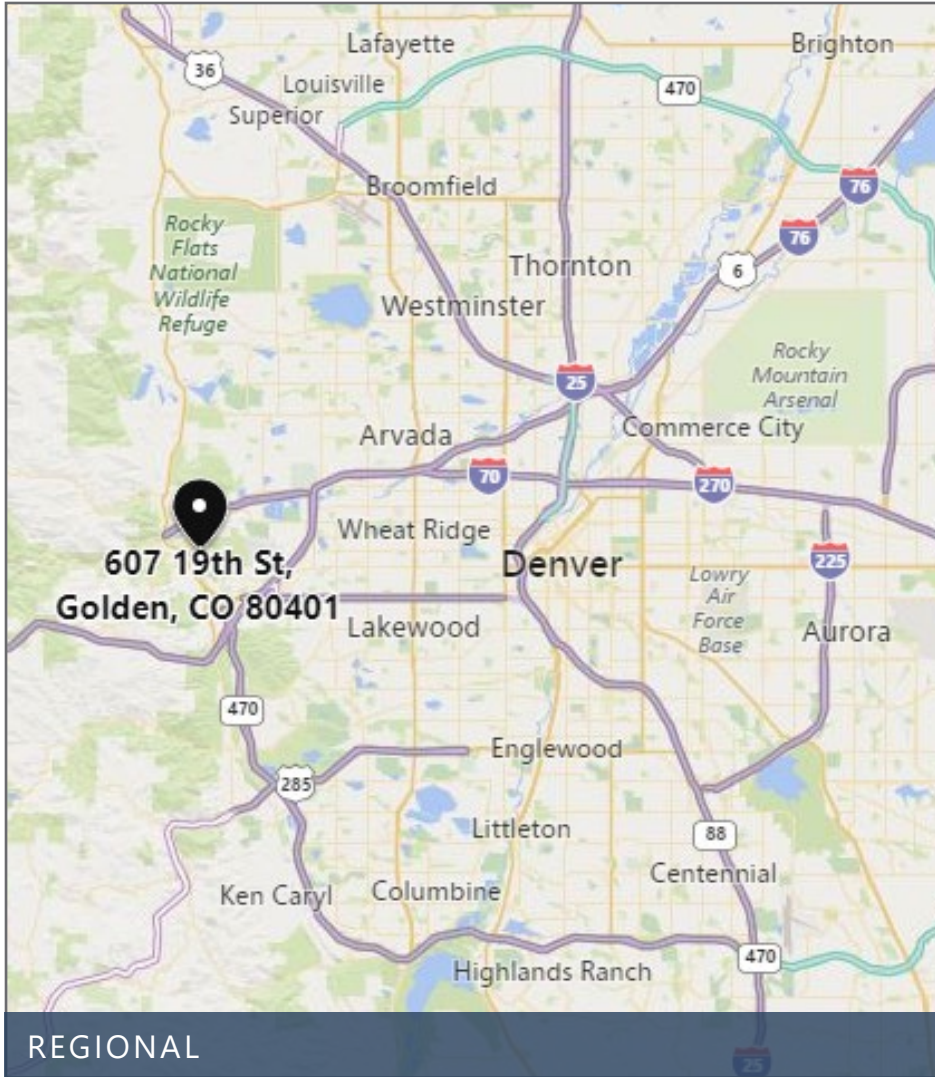 Lafayette
Brighton
36
Louisville
470
Superior
76
Broomfield
Rocky
Flats
National
Wildlife
Refuge
76
Thornton
6
Westminster
Rocky
Mountain
Arsenal
25
Arvada
Commerce City
70
270
Wheat Ridge
607 19th St,
Golden, CO 80401
Denver
225
Lowry
Air
Force
Base
Lakewood
Aurora
470
Englewood
285
Littleton
88
Centennial
Ken Caryl
Columbine
470
Highlands Ranch
REGIONAL
25